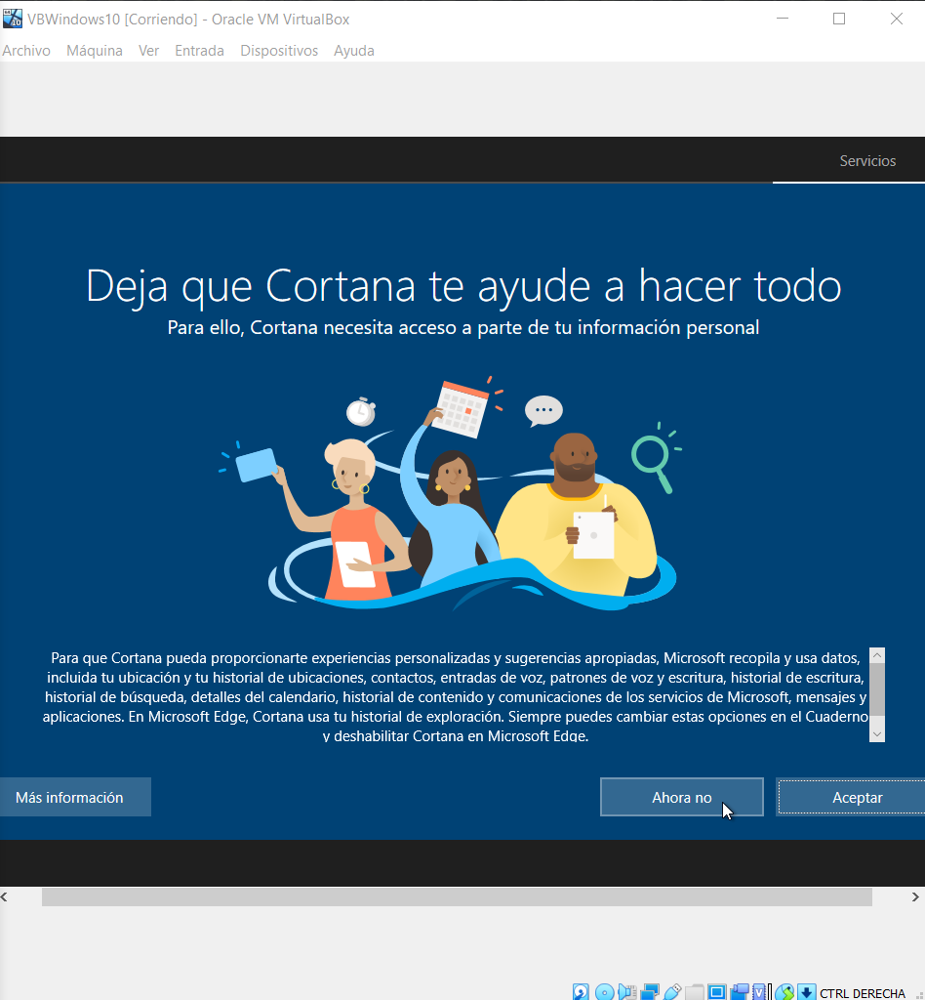 VBWindows10 [Corriendo] - Oracle VM VirtualBox
Archivo Máquina Ver Entrada Dispositivos Ayuda
Servicios
Deja que Cortana te ayude a hacer todo
Para ello, Cortana necesita acceso a parte de tu información personal
Para que Cortana pueda proporcionarte experiencias personalizadas y sugerencias apropiadas, Microsoft recopila y usa datos,
incluida tu ubicación y tu historial de ubicaciones, contactos, entradas de voz, patrones de voz y escritura, historial de escritura,
historial de búsqueda, detalles del calendario, historial de contenido y comunicaciones de los servicios de Microsoft, mensajes y
aplicaciones. En Microsoft Edge, Cortana usa tu historial de exploración. Siempre puedes cambiar estas opciones en el Cuaderno
y deshabilitar Cortana en Microsoft Edge.
Más información Ahora no Aceptar
CTRL DERECHA